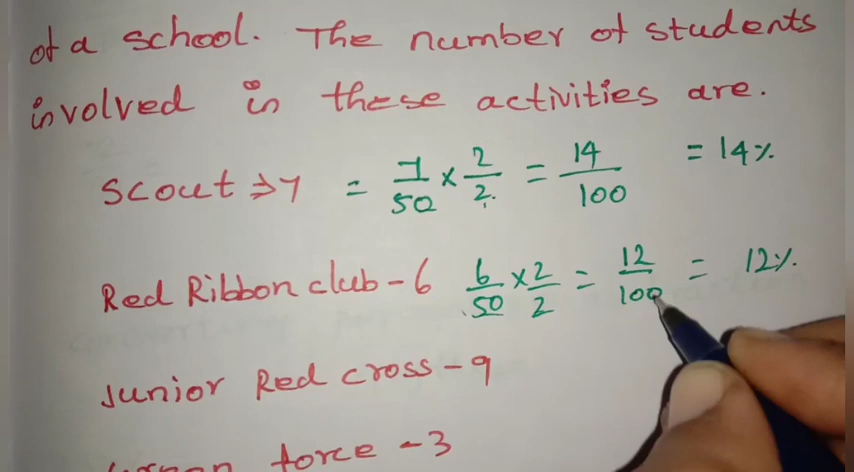 of a school. The number of students
involved in these activities are.
Scout ⇒ 7 = 7/50 × 2/2 = 14/100 = 14%
Red Ribbon club - 6 6/50 × 2/2 = 12/100 = 12%.
Junior Red cross - 9
force - 3